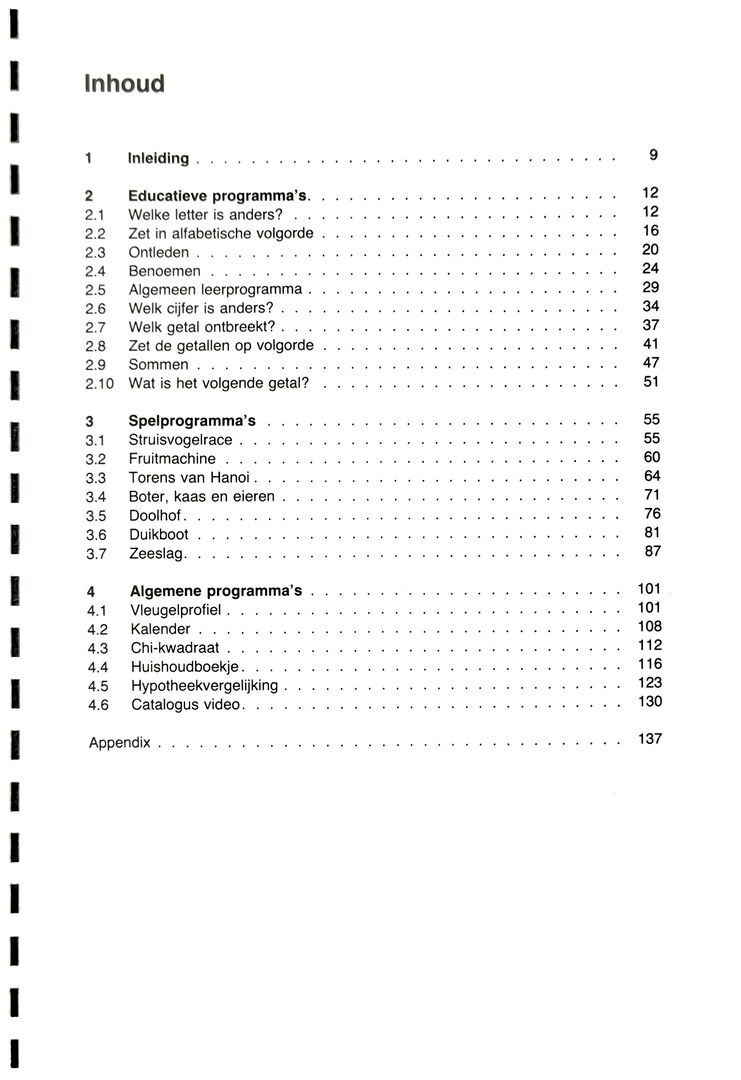 Inhoud
1 Inleiding . . . . . . . . . . . . . . . . . . . . . . . . . . . . . . . 9
2 Educatieve programma's. . . . . . . . . . . . . . . . . . . . . . . 12
2.1 Welke letter is anders? . . . . . . . . . . . . . . . . . . . . . . . . 12
2.2 Zet in alfabetische volgorde . . . . . . . . . . . . . . . . . . . . . . 16
2.3 Ontleden . . . . . . . . . . . . . . . . . . . . . . . . . . . . . . . 20
2.4 Benoemen . . . . . . . . . . . . . . . . . . . . . . . . . . . . . . 24
2.5 Algemeen leerprogramma . . . . . . . . . . . . . . . . . . . . . . . 29
2.6 Welk cijfer is anders? . . . . . . . . . . . . . . . . . . . . . . . . . 34
2.7 Welk getal ontbreekt? . . . . . . . . . . . . . . . . . . . . . . . . . 37
2.8 Zet de getallen op volgorde . . . . . . . . . . . . . . . . . . . . . . 41
2.9 Sommen . . . . . . . . . . . . . . . . . . . . . . . . . . . . . . . 47
2.10 Wat is het volgende getal? . . . . . . . . . . . . . . . . . . . . . . 51
3 Spelprogramma's . . . . . . . . . . . . . . . . . . . . . . . . . . 55
3.1 Struisvogelrace . . . . . . . . . . . . . . . . . . . . . . . . . . . . 55
3.2 Fruitmachine . . . . . . . . . . . . . . . . . . . . . . . . . . . . . 60
3.3 Torens van Hanoi . . . . . . . . . . . . . . . . . . . . . . . . . . . 64
3.4 Boter, kaas en eieren . . . . . . . . . . . . . . . . . . . . . . . . . 71
3.5 Doolhof. . . . . . . . . . . . . . . . . . . . . . . . . . . . . . . . 76
3.6 Duikboot . . . . . . . . . . . . . . . . . . . . . . . . . . . . . . . 81
3.7 Zeeslag. . . . . . . . . . . . . . . . . . . . . . . . . . . . . . . . 87
4 Algemene programma's . . . . . . . . . . . . . . . . . . . . . . . 101
4.1 Vleugelprofiel . . . . . . . . . . . . . . . . . . . . . . . . . . . . . 101
4.2 Kalender . . . . . . . . . . . . . . . . . . . . . . . . . . . . . . . 108
4.3 Chi-kwadraat . . . . . . . . . . . . . . . . . . . . . . . . . . . . . 112
4.4 Huishoudboekje. . . . . . . . . . . . . . . . . . . . . . . . . . . . 116
4.5 Hypotheekvergelijking . . . . . . . . . . . . . . . . . . . . . . . . . 123
4.6 Catalogus video. . . . . . . . . . . . . . . . . . . . . . . . . . . . 130
Appendix . . . . . . . . . . . . . . . . . . . . . . . . . . . . . . . . . . 137